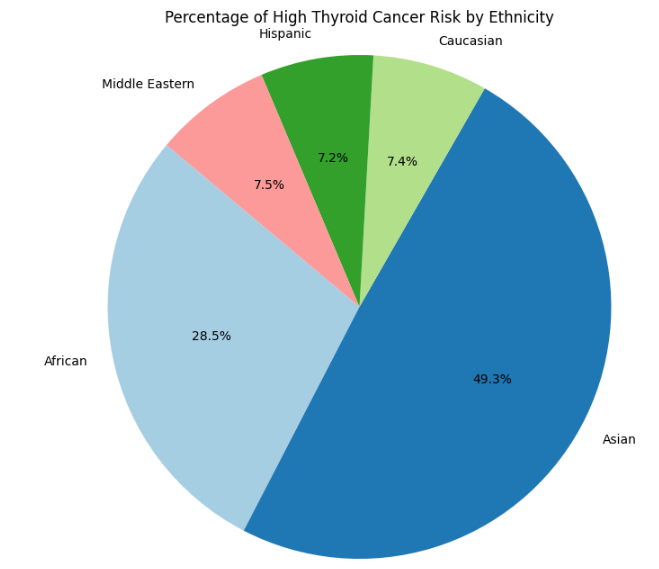 Percentage of High Thyroid Cancer Risk by Ethnicity
Hispanic
Caucasian
Middle Eastern
7.2%
7.4%
7.5%
28.5%
African
49.3%
Asian